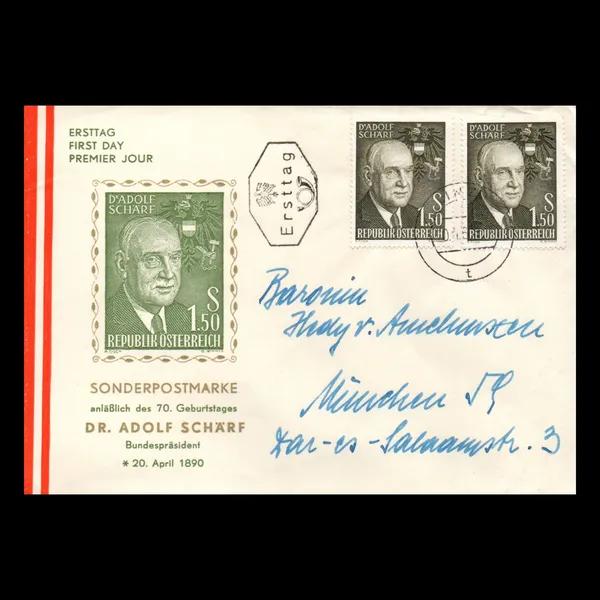 ERSTTAG
FIRST DAY
PREMIER JOUR
Ersttag
DR ADOLF
SCHÄRF
S
1.50
REPUBLIK ÖSTERREICH
DR ADOLF
SCHÄRF
S
1.50
REPUBLIK ÖSTERREICH
DR ADOLF
SCHÄRF
S
1.50
REPUBLIK ÖSTERREICH
t
SONDERPOSTMARKE
anläßlich des 70. Geburtstages
DR. ADOLF SCHÄRF
Bundespräsident
* 20. April 1890
Baronin
Hedy v.
München 59
Dar-es-Salaamstr. 3